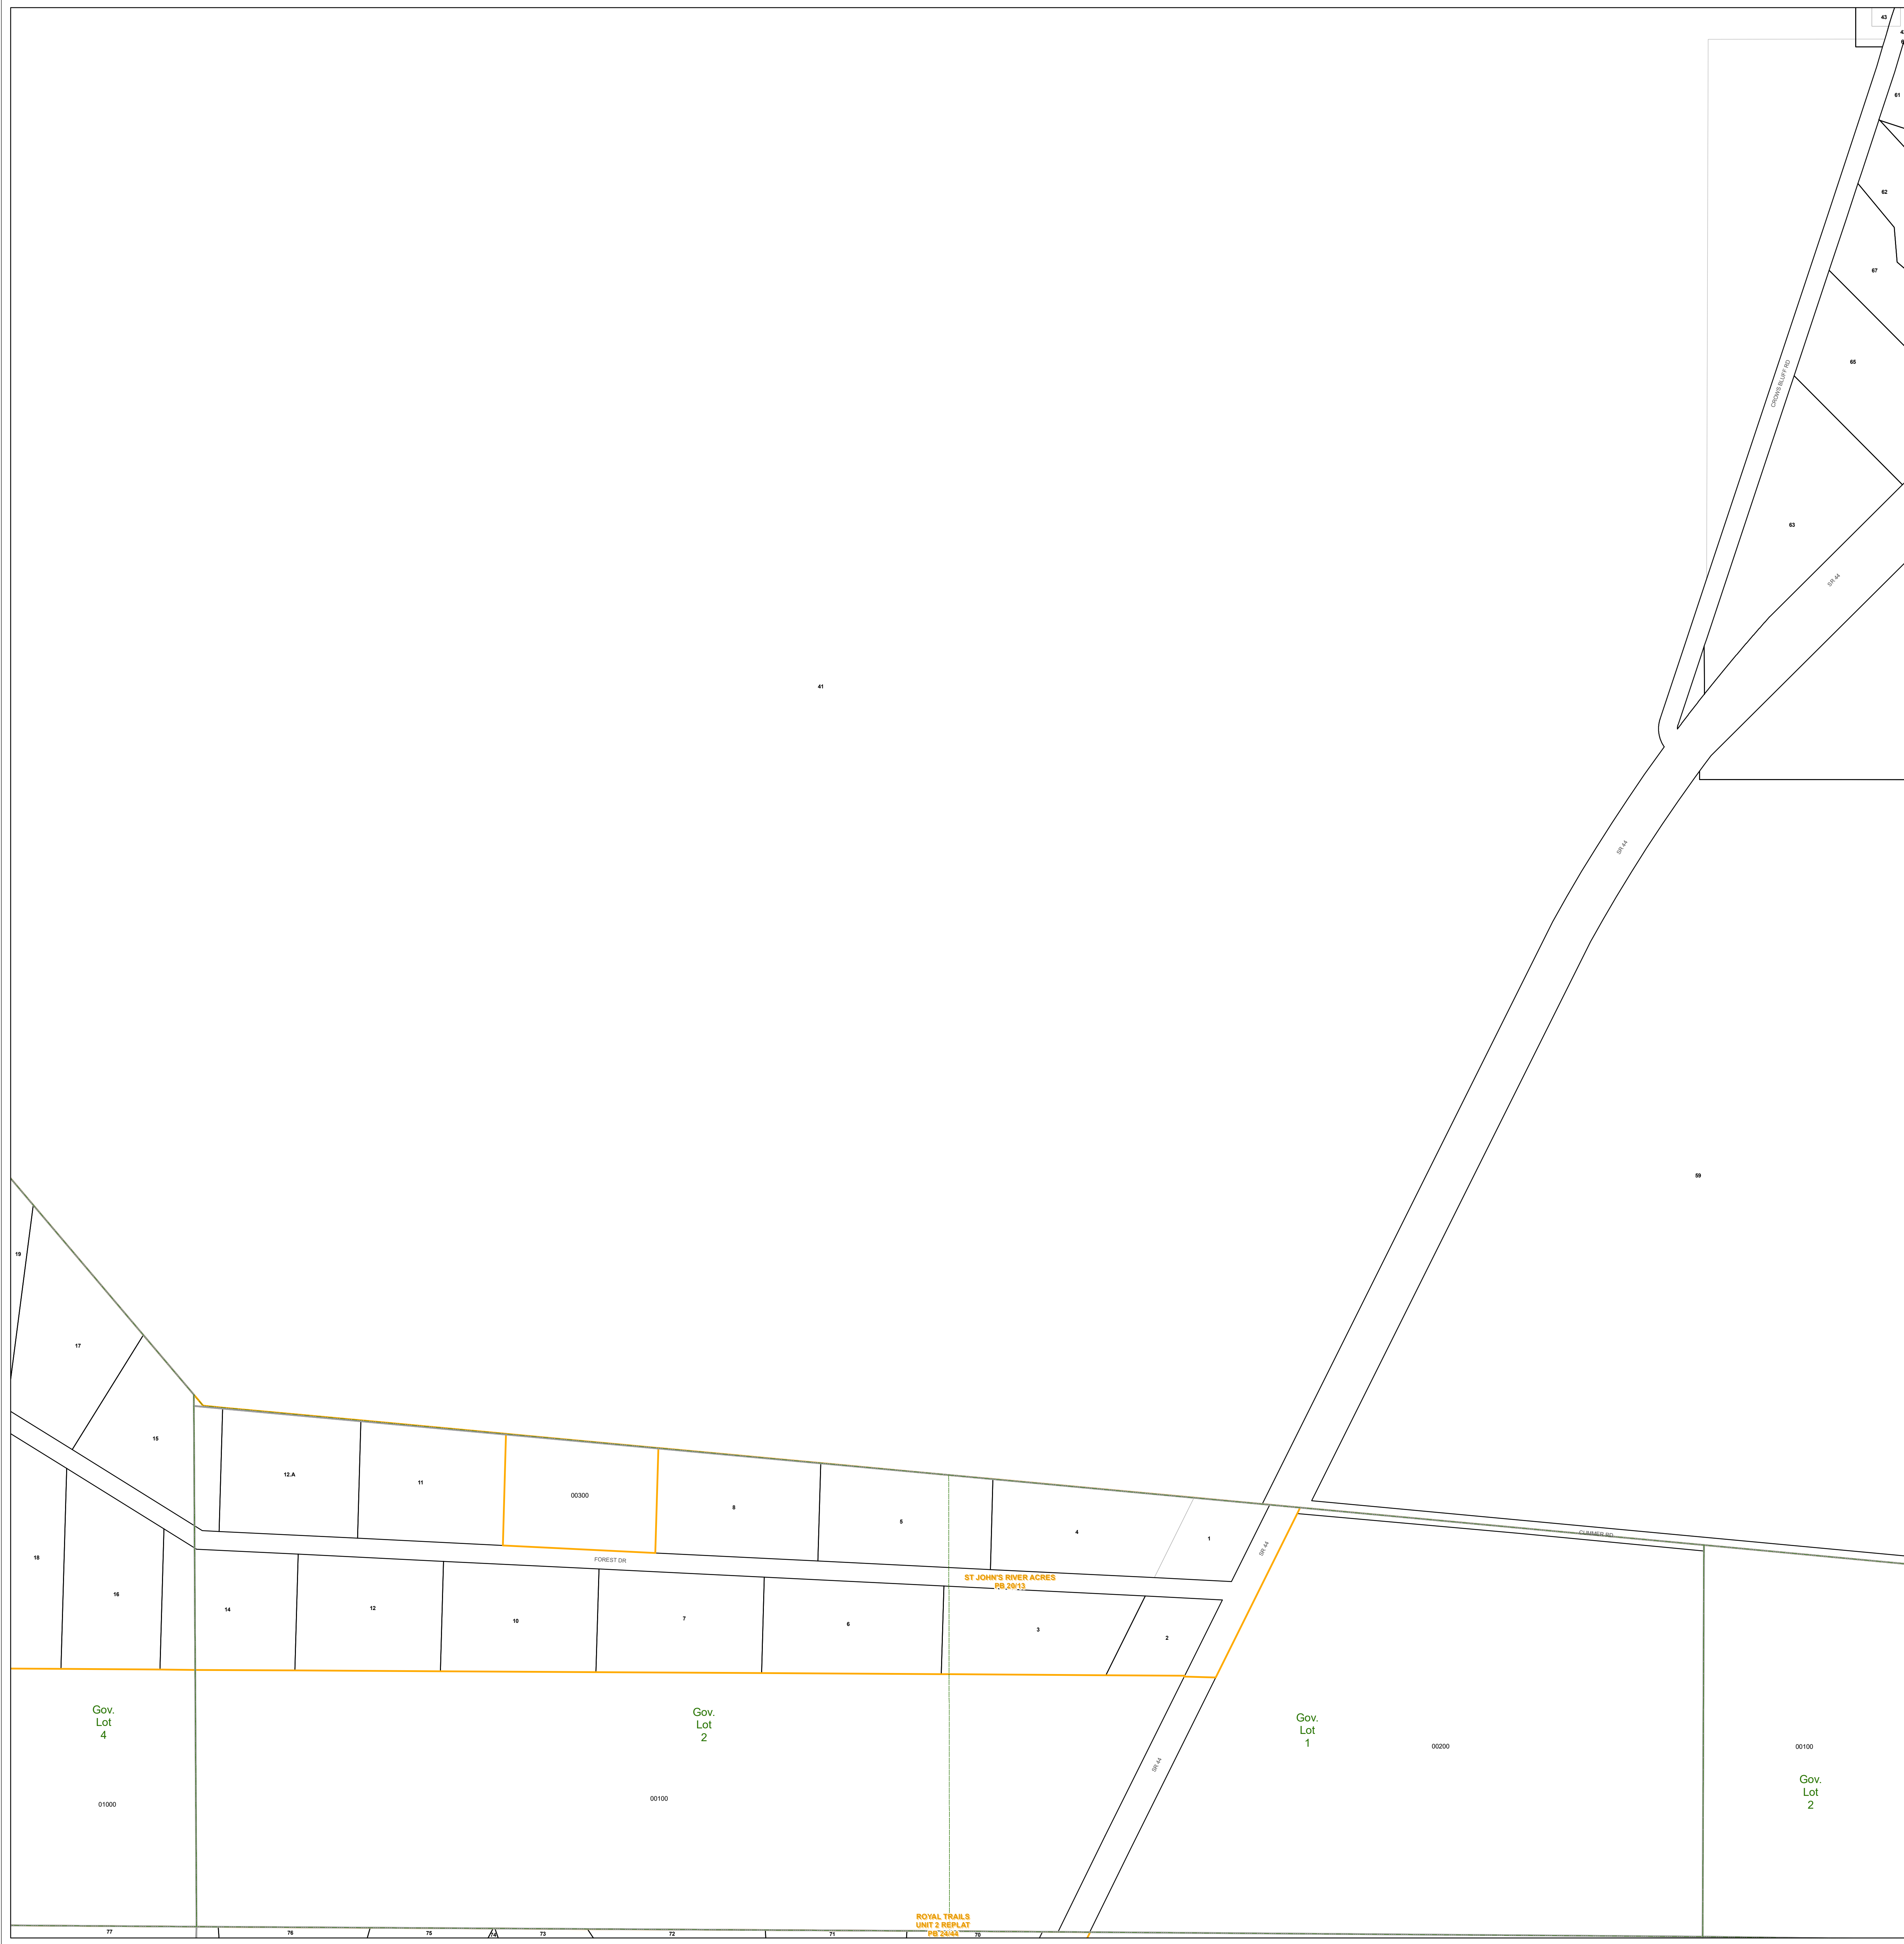 43
61
62
67
65
CROWS BLUFF RD
63
SR 44
41
SR 44
59
19
17
15
12.A
11
00300
8
5
4
1
SR 44
CUMMER RD
FOREST DR
18
16
14
12
10
7
6
ST JOHN'S RIVER ACRES
PB 20/13
3
2
Gov.
Lot
4
Gov.
Lot
2
Gov.
Lot
1
00200
00100
SR 44
Gov.
Lot
2
01000
00100
ROYAL TRAILS
UNIT 2 REPLAT
PB 24/44
77
76
75
74
73
72
71
70